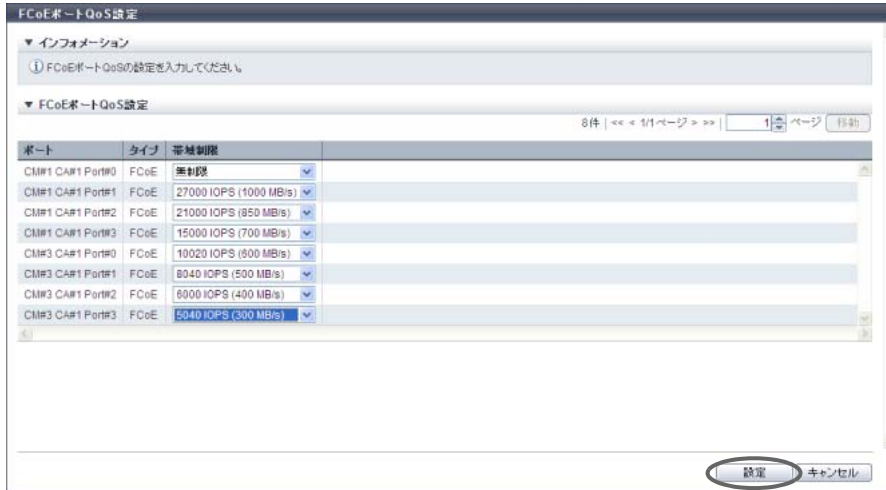 FCoEポートQoS設定
▼ インフォメーション
FCoEポートQoSの設定を入力してください。
▼ FCoEポートQoS設定
8件 | << < 1/1ページ > >> | 1 ページ 移動
ポート タイプ 帯域制限
CM#1 CA#1 Port#0 FCoE 無制限
CM#1 CA#1 Port#1 FCoE 27000 IOPS (1000 MB/s)
CM#1 CA#1 Port#2 FCoE 21000 IOPS (850 MB/s)
CM#1 CA#1 Port#3 FCoE 15000 IOPS (700 MB/s)
CM#3 CA#1 Port#0 FCoE 10020 IOPS (600 MB/s)
CM#3 CA#1 Port#1 FCoE 8040 IOPS (500 MB/s)
CM#3 CA#1 Port#2 FCoE 6000 IOPS (400 MB/s)
CM#3 CA#1 Port#3 FCoE 5040 IOPS (300 MB/s)
設定 キャンセル